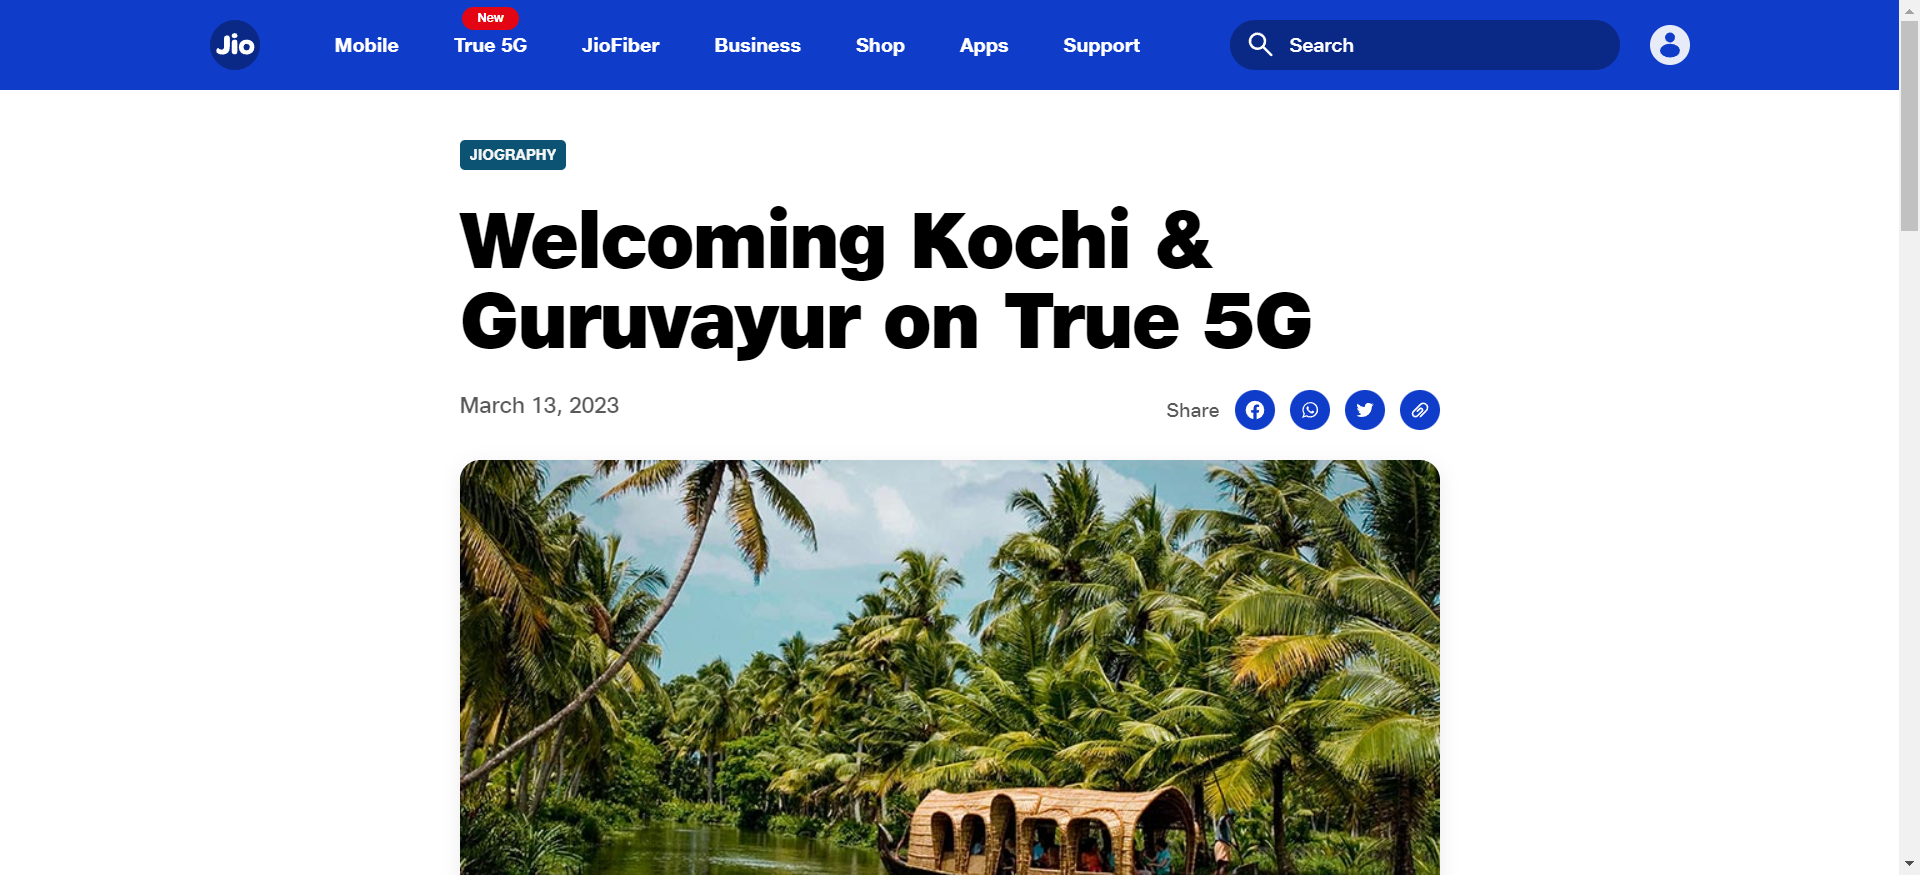 Jio
Mobile
New
True 5G
JioFiber
Business
Shop
Apps
Support
Search
JIOGRAPHY
Welcoming Kochi &
Guruvayur on True 5G
March 13, 2023
Share